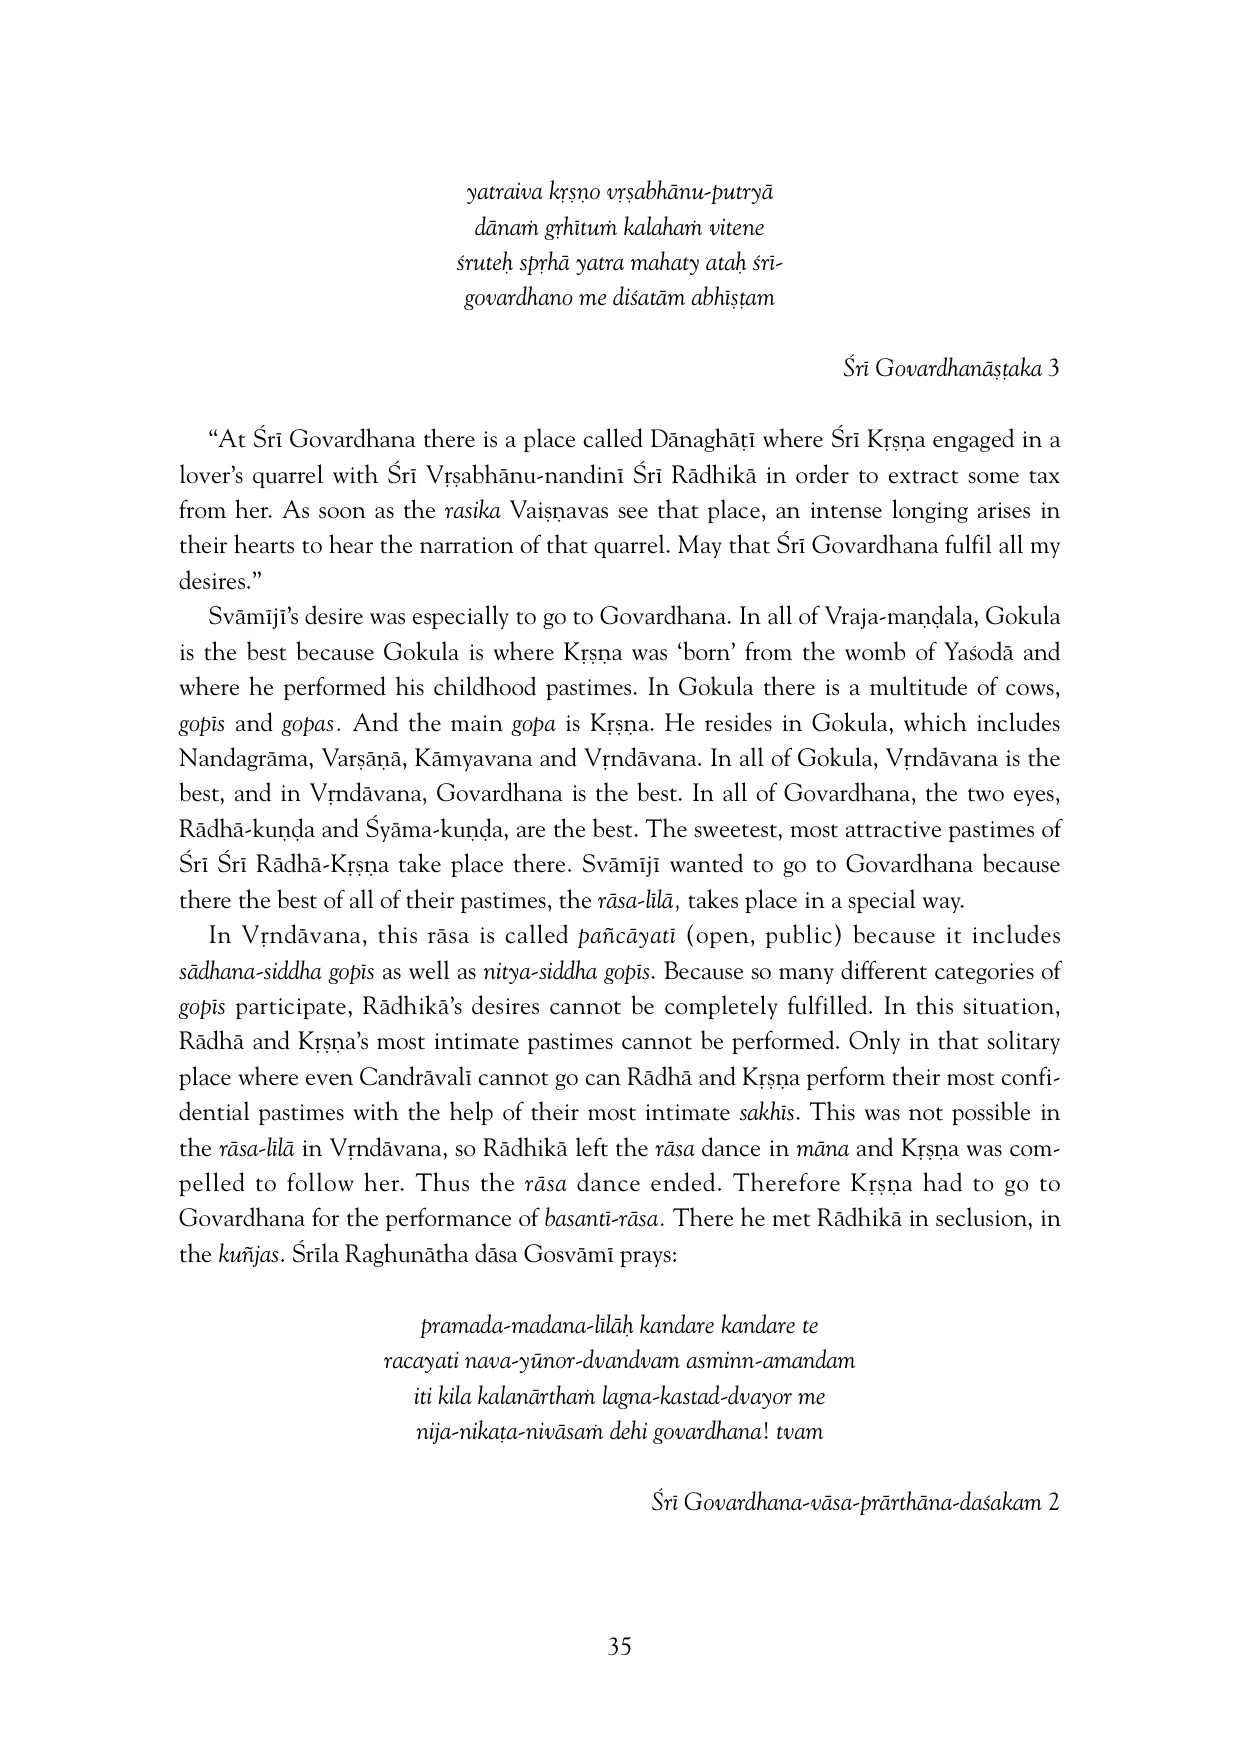 yatraiva kṛṣṇo vṛṣabhānu-putryā
dānaṁ gṛhītuṁ kalahaṁ vitene
śruteḥ spṛhā yatra mahaty ataḥ śrī-
govardhano me diśatām abhīṣṭam
Śrī Govardhanāṣṭaka 3
“At Śrī Govardhana there is a place called Dānaghāṭī where Śrī Kṛṣṇa engaged in a
lover’s quarrel with Śrī Vṛṣabhānu-nandinī Śrī Rādhikā in order to extract some tax
from her. As soon as the rasika Vaiṣṇavas see that place, an intense longing arises in
their hearts to hear the narration of that quarrel. May that Śrī Govardhana fulfil all my
desires.”
Svāmījī’s desire was especially to go to Govardhana. In all of Vraja-maṇḍala, Gokula
is the best because Gokula is where Kṛṣṇa was ‘born’ from the womb of Yaśodā and
where he performed his childhood pastimes. In Gokula there is a multitude of cows,
gopīs and gopas. And the main gopa is Kṛṣṇa. He resides in Gokula, which includes
Nandagrāma, Varṣāṇā, Kāmyavana and Vṛndāvana. In all of Gokula, Vṛndāvana is the
best, and in Vṛndāvana, Govardhana is the best. In all of Govardhana, the two eyes,
Rādhā-kuṇḍa and Śyāma-kuṇḍa, are the best. The sweetest, most attractive pastimes of
Śrī Śrī Rādhā-Kṛṣṇa take place there. Svāmījī wanted to go to Govardhana because
there the best of all of their pastimes, the rāsa-līlā, takes place in a special way.
In Vṛndāvana, this rāsa is called pañcāyatī (open, public) because it includes
sādhana-siddha gopīs as well as nitya-siddha gopīs. Because so many different categories of
gopīs participate, Rādhikā’s desires cannot be completely fulfilled. In this situation,
Rādhā and Kṛṣṇa’s most intimate pastimes cannot be performed. Only in that solitary
place where even Candrāvalī cannot go can Rādhā and Kṛṣṇa perform their most confi-
dential pastimes with the help of their most intimate sakhīs. This was not possible in
the rāsa-līlā in Vṛndāvana, so Rādhikā left the rāsa dance in māna and Kṛṣṇa was com-
pelled to follow her. Thus the rāsa dance ended. Therefore Kṛṣṇa had to go to
Govardhana for the performance of basantī-rāsa. There he met Rādhikā in seclusion, in
the kuñjas. Śrīla Raghunātha dāsa Gosvāmī prays:
pramada-madana-līlāḥ kandare kandare te
racayati nava-yūnor-dvandvam asminn-amandam
iti kila kalanārthaṁ lagna-kastad-dvayor me
nija-nikaṭa-nivāsaṁ dehi govardhana! tvam
Śrī Govardhana-vāsa-prārthāna-daśakam 2
35